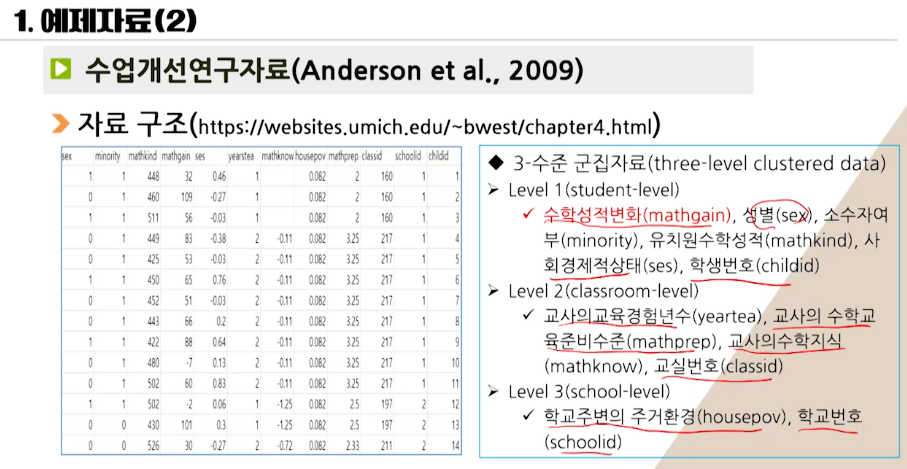 1. 예제자료(2)
수업개선연구자료(Anderson et al., 2009)
자료 구조(https://websites.umich.edu/~bwest/chapter4.html)
sex minority mathkind mathgain ses yearstea mathknow housepov mathprep classid schoolid childid
1 1 448 32 0.46 1 0.082 2 160 1 1
0 1 460 109 -0.27 1 0.082 2 160 1 2
1 1 511 56 -0.03 1 0.082 2 160 1 3
0 1 449 83 -0.38 2 -0.11 0.082 3.25 217 1 4
0 1 425 53 -0.03 2 -0.11 0.082 3.25 217 1 5
1 1 450 65 0.76 2 -0.11 0.082 3.25 217 1 6
0 1 452 51 -0.03 2 -0.11 0.082 3.25 217 1 7
0 1 443 66 0.2 2 -0.11 0.082 3.25 217 1 8
1 1 422 88 0.64 2 -0.11 0.082 3.25 217 1 9
0 1 480 -7 0.13 2 -0.11 0.082 3.25 217 1 10
0 1 502 60 0.83 2 -0.11 0.082 3.25 217 1 11
1 1 502 -2 0.06 1 -1.25 0.082 2.5 197 2 12
0 0 430 101 0.3 1 -1.25 0.082 2.5 197 2 13
0 0 526 30 -0.27 2 -0.72 0.082 2.33 211 2 14
◆ 3-수준 군집자료(three-level clustered data)
➢ Level 1(student-level)
✓ 수학성적변화(mathgain), 성별(sex), 소수자여
부(minority), 유치원수학성적(mathkind), 사
회경제적상태(ses), 학생번호(childid)
➢ Level 2(classroom-level)
✓ 교사의교육경험년수(yeartea), 교사의 수학교
육준비수준(mathprep), 교사의수학지식
(mathknow), 교실번호(classid)
➢ Level 3(school-level)
✓ 학교주변의 주거환경(housepov), 학교번호
(schoolid)